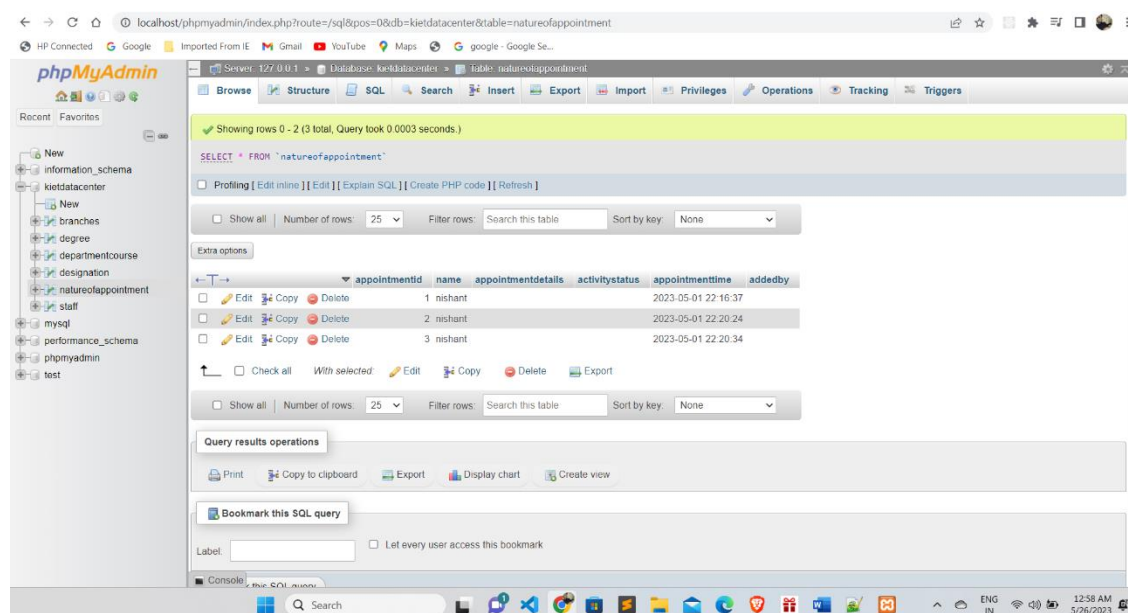 localhost/phpmyadmin/index.php?route=/sql&pos=0&db=kietdatacenter&table=natureofappointment
HP Connected Google Imported From IE Gmail YouTube Maps google - Google Se...
phpMyAdmin
Recent Favorites
New
information_schema
kietdatacenter
New
branches
degree
departmentcourse
designation
natureofappointment
staff
mysql
performance_schema
phpmyadmin
test
Server: 127.0.0.1 » Database: kietdatacenter » Table: natureofappointment
Browse Structure SQL Search Insert Export Import Privileges Operations Tracking Triggers
Showing rows 0 - 2 (3 total, Query took 0.0003 seconds.)
SELECT * FROM `natureofappointment`
Profiling [ Edit inline ] [ Edit ] [ Explain SQL ] [ Create PHP code ] [ Refresh ]
Show all | Number of rows: 25 Filter rows: Search this table Sort by key: None
Extra options
←T→ appointmentid name appointmentdetails activitystatus appointmenttime addedby
Edit Copy Delete 1 nishant 2023-05-01 22:16:37
Edit Copy Delete 2 nishant 2023-05-01 22:20:24
Edit Copy Delete 3 nishant 2023-05-01 22:20:34
Check all With selected: Edit Copy Delete Export
Show all | Number of rows: 25 Filter rows: Search this table Sort by key: None
Query results operations
Print Copy to clipboard Export Display chart Create view
Bookmark this SQL query
Label: Let every user access this bookmark
Console this SQL query
Search
ENG
IN
12:58 AM
5/26/2023